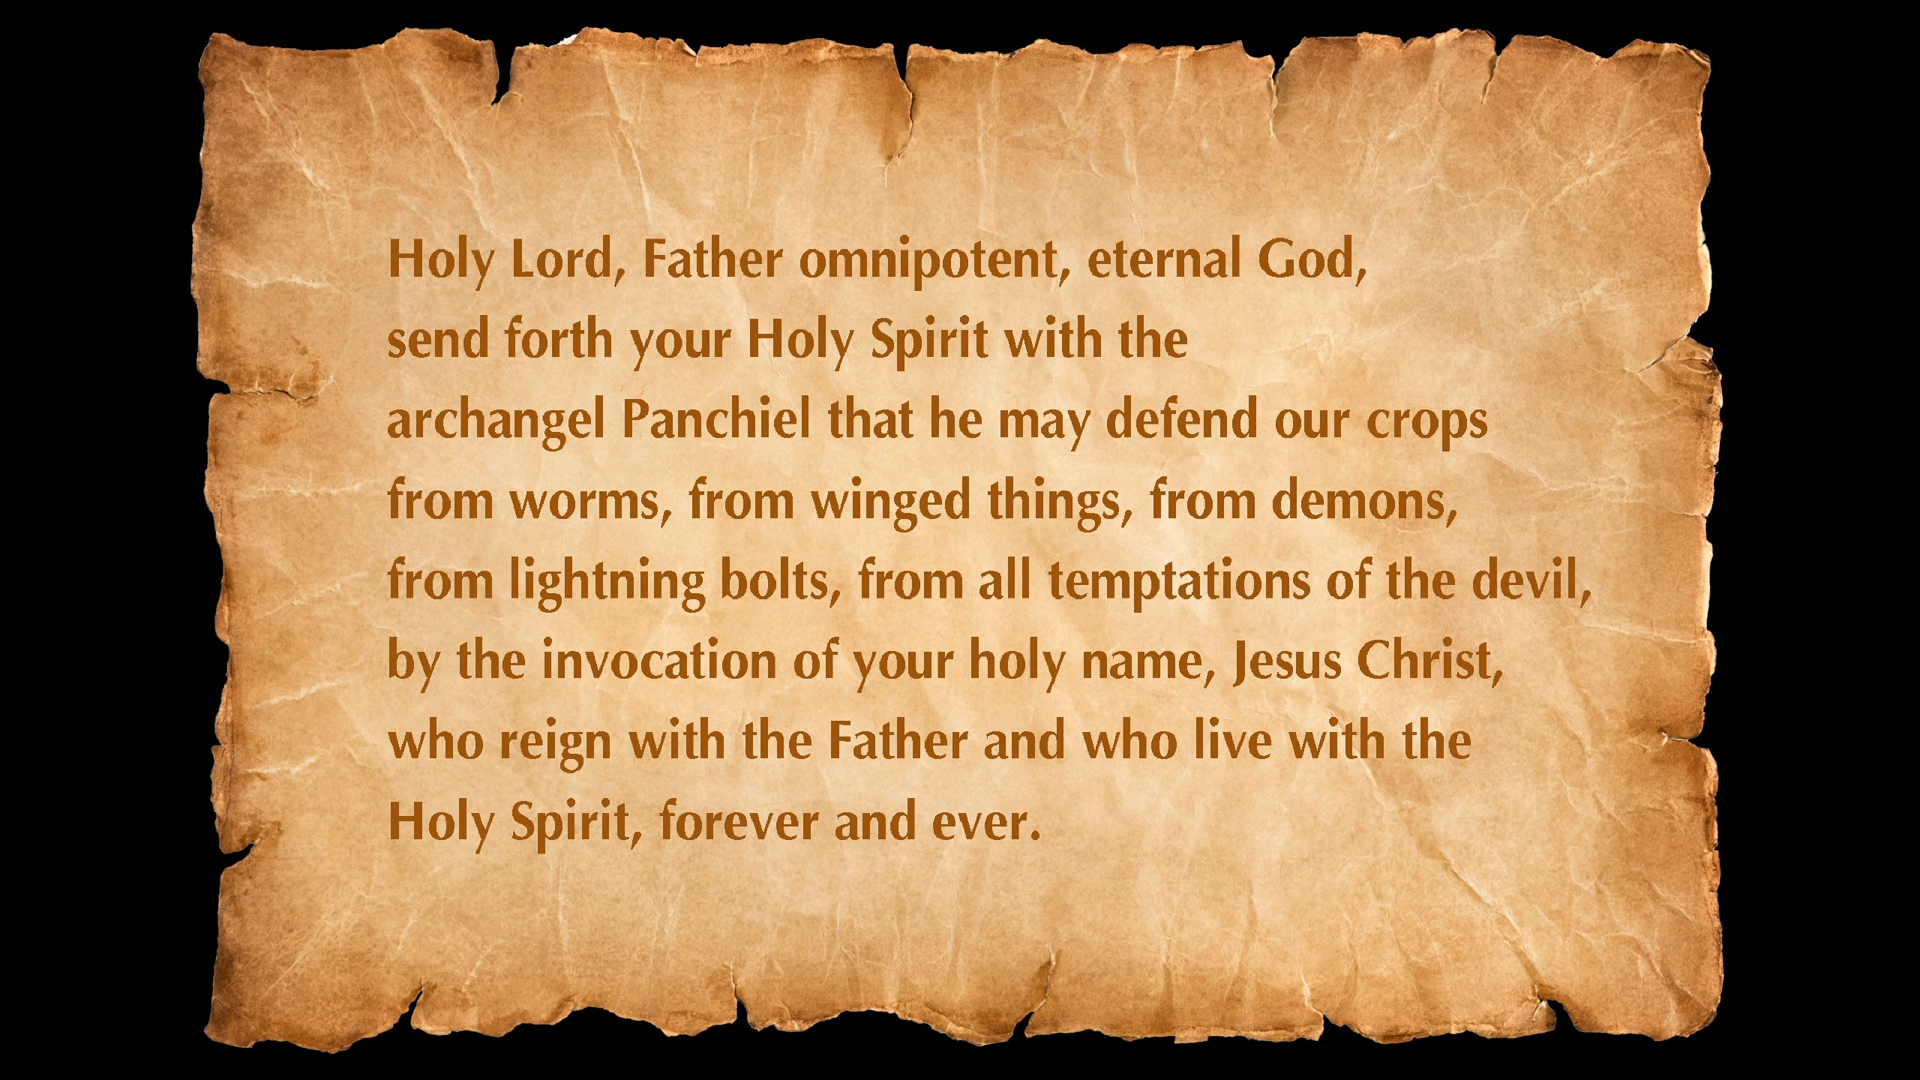 Holy Lord, Father omnipotent, eternal God,
send forth your Holy Spirit with the
archangel Panchiel that he may defend our crops
from worms, from winged things, from demons,
from lightning bolts, from all temptations of the devil,
by the invocation of your holy name, Jesus Christ,
who reign with the Father and who live with the
Holy Spirit, forever and ever.